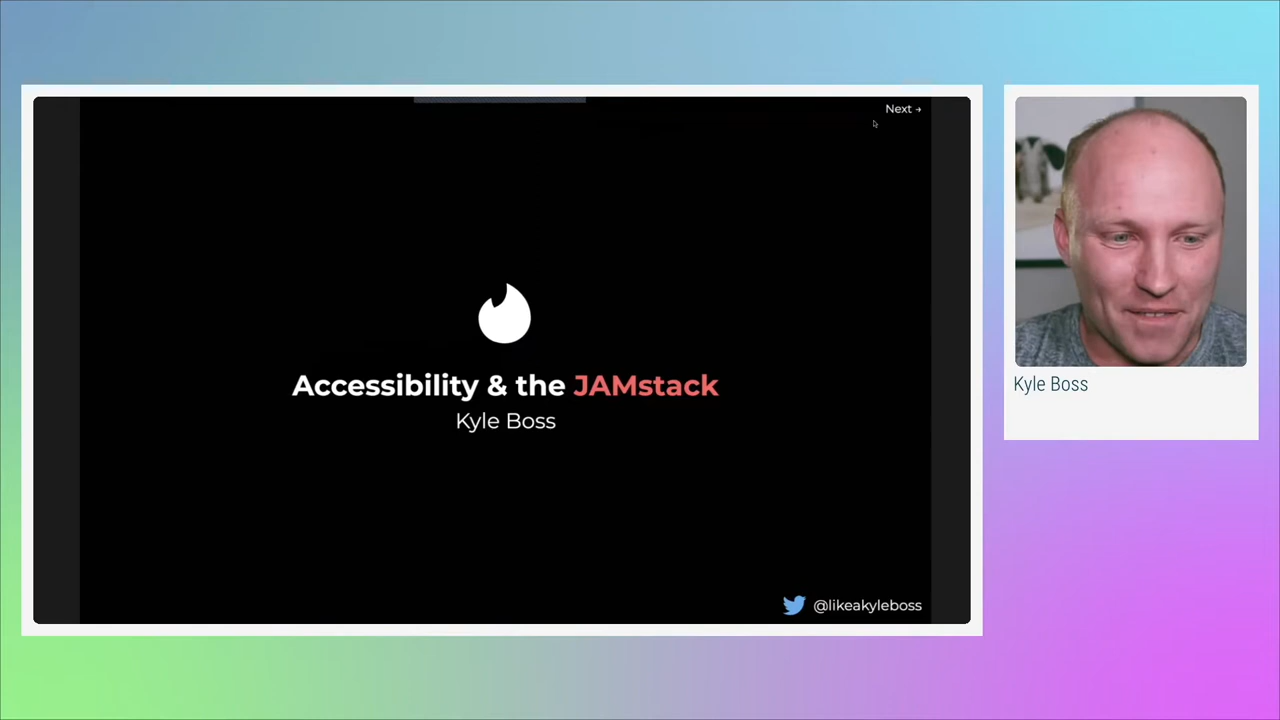 Next →
Accessibility & the JAMstack
Kyle Boss
@likeakyleboss
Kyle Boss